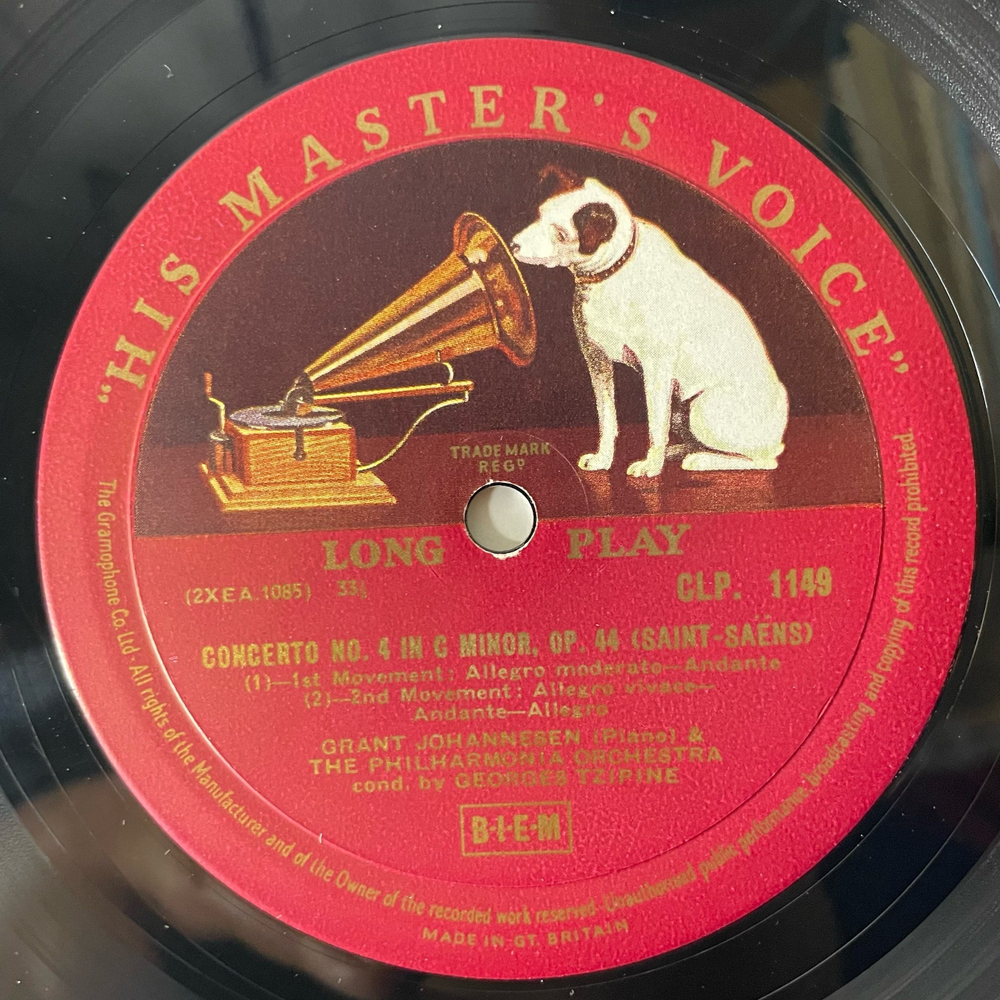 "HIS MASTER'S VOICE"
TRADE MARK
REGD
LONG PLAY
(2XEA.1085) 33⅓ CLP. 1149
CONCERTO NO. 4 IN C MINOR, OP. 44 (SAINT-SAËNS)
(1)—1st Movement: Allegro moderato—Andante
(2)—2nd Movement: Allegro vivace—
Andante—Allegro
GRANT JOHANNESEN (Piano) &
THE PHILHARMONIA ORCHESTRA
cond. by GEORGES TZIPINE
B·I·E·M
The Gramophone Co. Ltd · All rights of the Manufacturer and of the Owner of the recorded work reserved · Unauthorised public performance, broadcasting and copying of this record prohibited.
MADE IN GT. BRITAIN